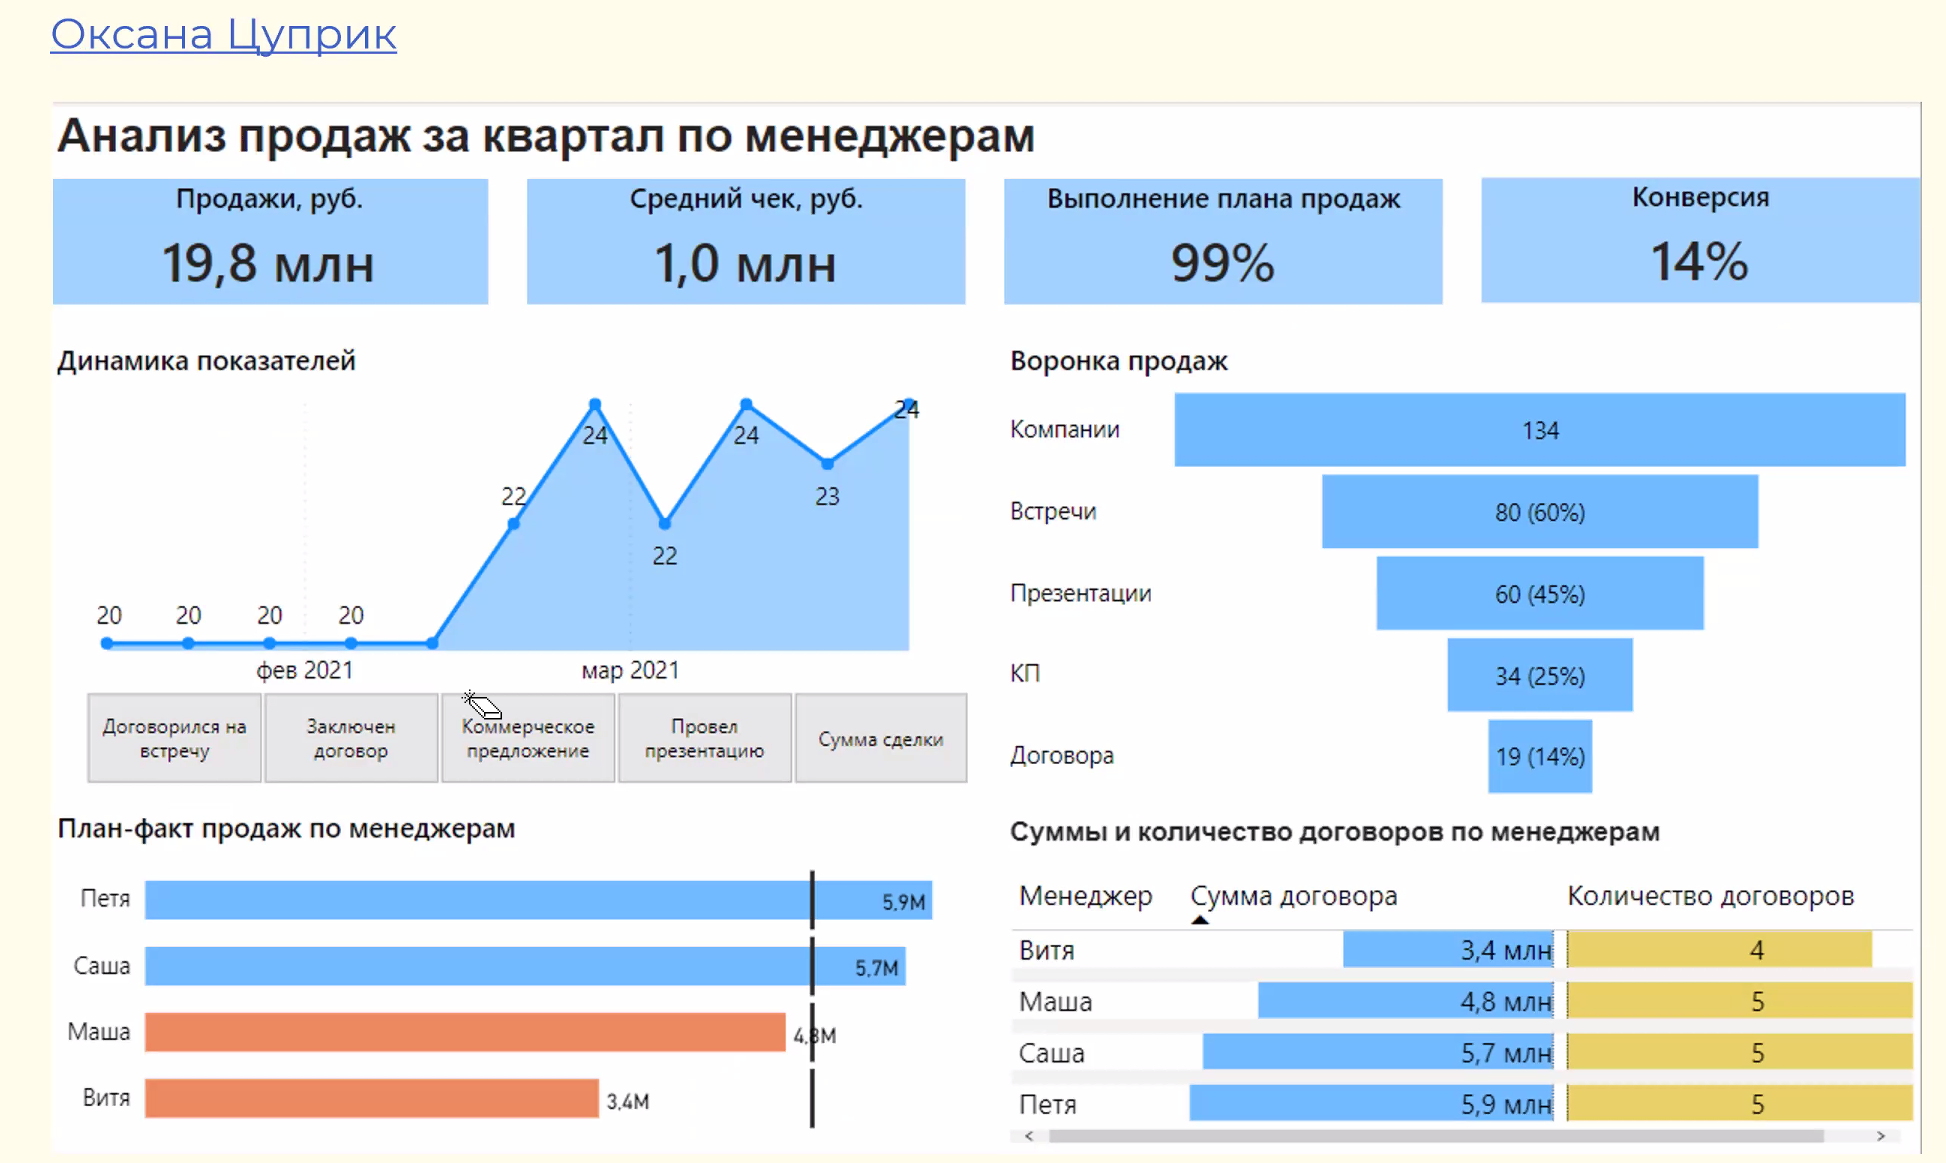 Оксана Цуприк
Анализ продаж за квартал по менеджерам
Продажи, руб.
19,8 млн
Средний чек, руб.
1,0 млн
Выполнение плана продаж
99%
Конверсия
14%
Динамика показателей
20
20
20
20
22
24
22
24
23
24
фев 2021
мар 2021
Договорился на
встречу
Заключен
договор
Коммерческое
предложение
Провел
презентацию
Сумма сделки
Воронка продаж
Компании
134
Встречи
80 (60%)
Презентации
60 (45%)
КП
34 (25%)
Договора
19 (14%)
План-факт продаж по менеджерам
Петя
5,9М
Саша
5,7М
Маша
4,8М
Витя
3,4М
Суммы и количество договоров по менеджерам
Менеджер Сумма договора Количество договоров
Витя 3,4 млн 4
Маша 4,8 млн 5
Саша 5,7 млн 5
Петя 5,9 млн 5